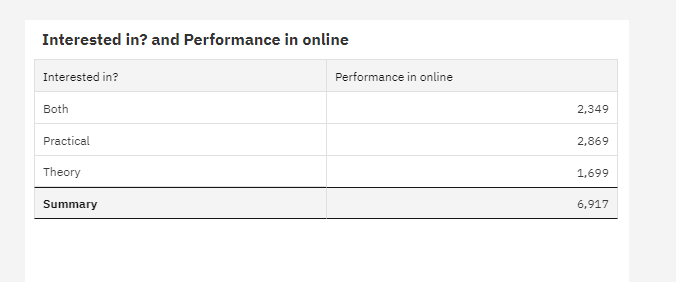 Interested in? and Performance in online
Interested in? Performance in online
Both 2,349
Practical 2,869
Theory 1,699
Summary 6,917